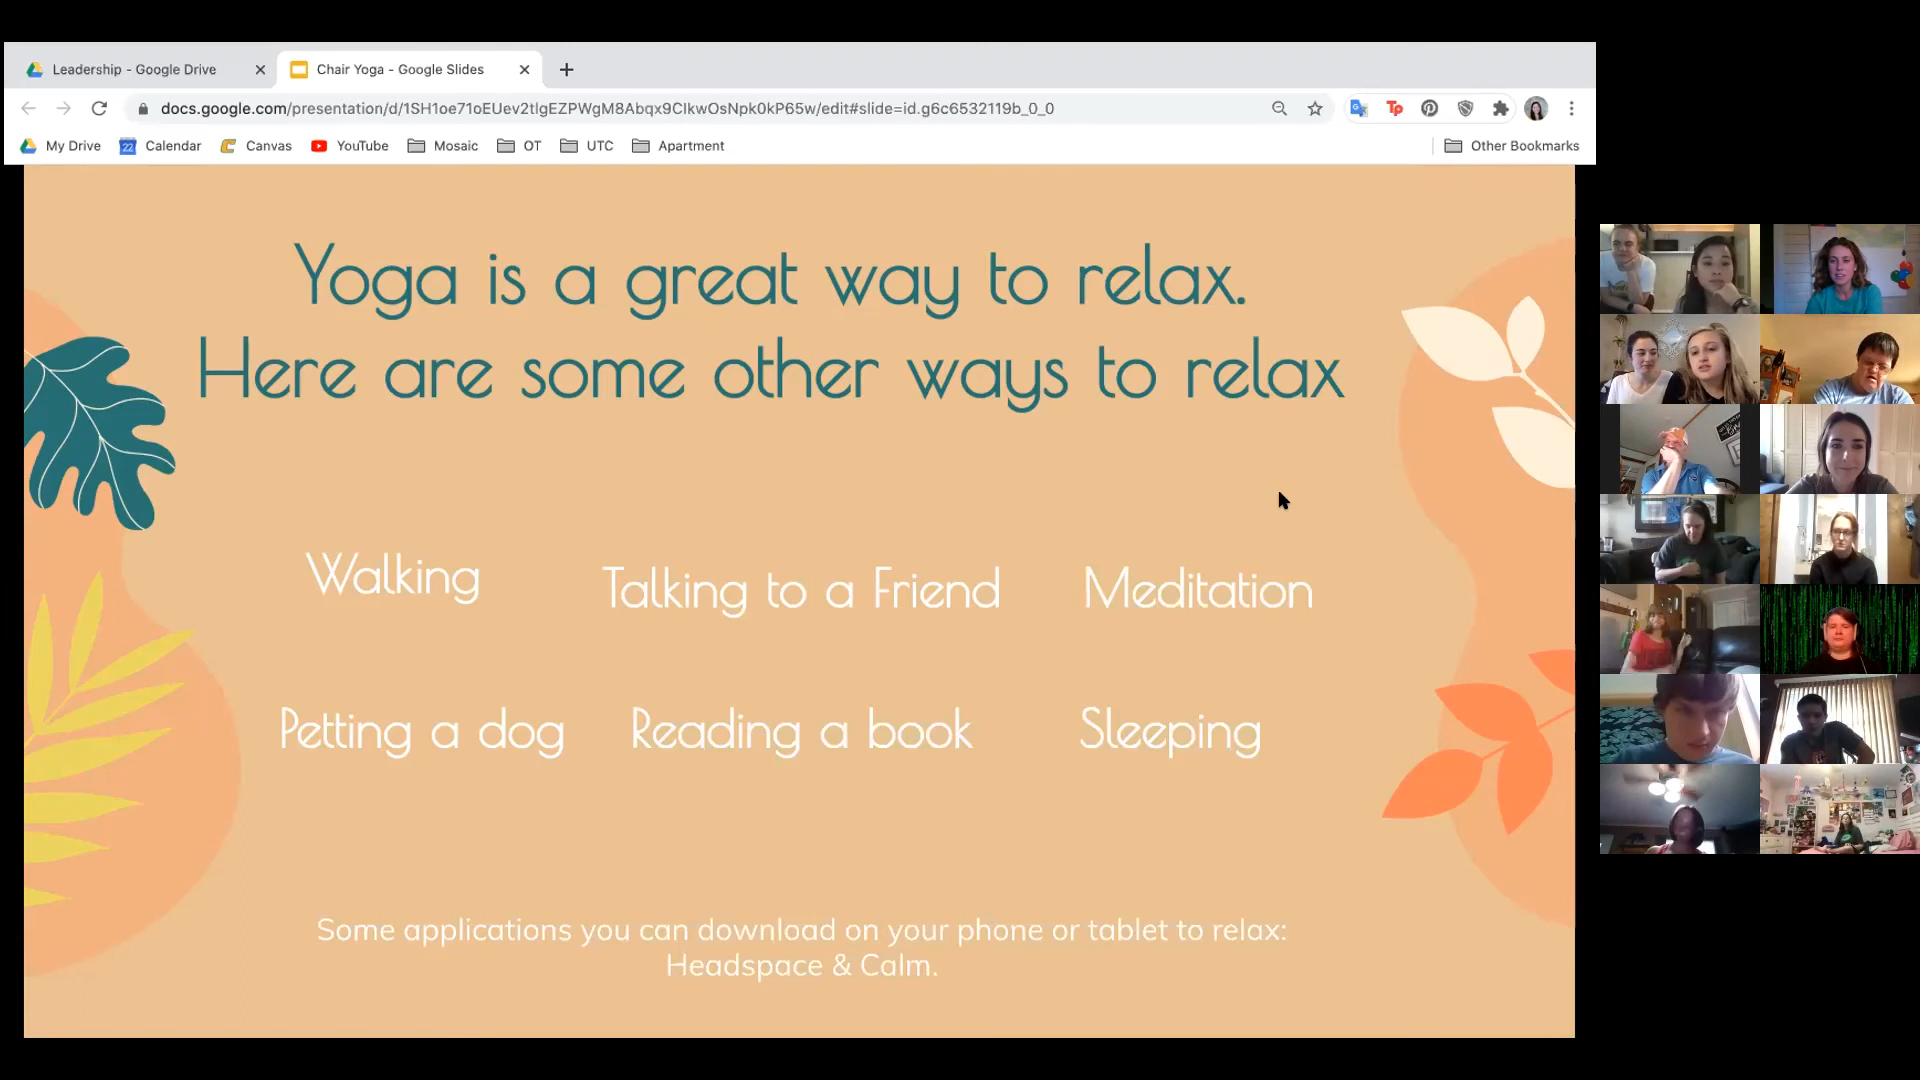 Leadership - Google Drive
Chair Yoga - Google Slides
docs.google.com/presentation/d/1SH1oe71oEUev2tlgEZPWgM8Abqx9ClkwOsNpk0kP65w/edit#slide=id.g6c6532119b_0_0
Tp
My Drive
22
Calendar
Canvas
YouTube
Mosaic
OT
UTC
Apartment
Other Bookmarks
Yoga is a great way to relax.
Here are some other ways to relax
Walking
Talking to a Friend
Meditation
Petting a dog
Reading a book
Sleeping
Some applications you can download on your phone or tablet to relax:
Headspace & Calm.